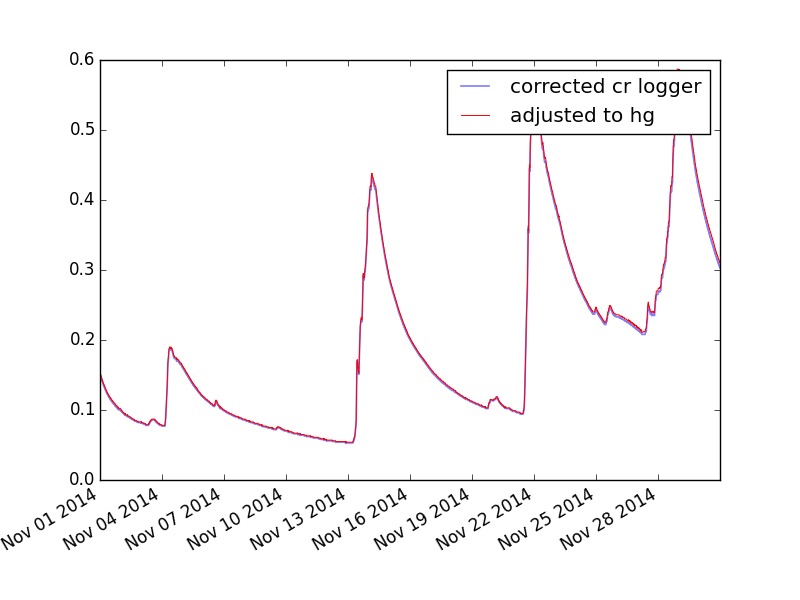 0.6
0.5
0.4
0.3
0.2
0.1
0.0
corrected cr logger
adjusted to hg
Nov 01 2014
Nov 04 2014
Nov 07 2014
Nov 10 2014
Nov 13 2014
Nov 16 2014
Nov 19 2014
Nov 22 2014
Nov 25 2014
Nov 28 2014